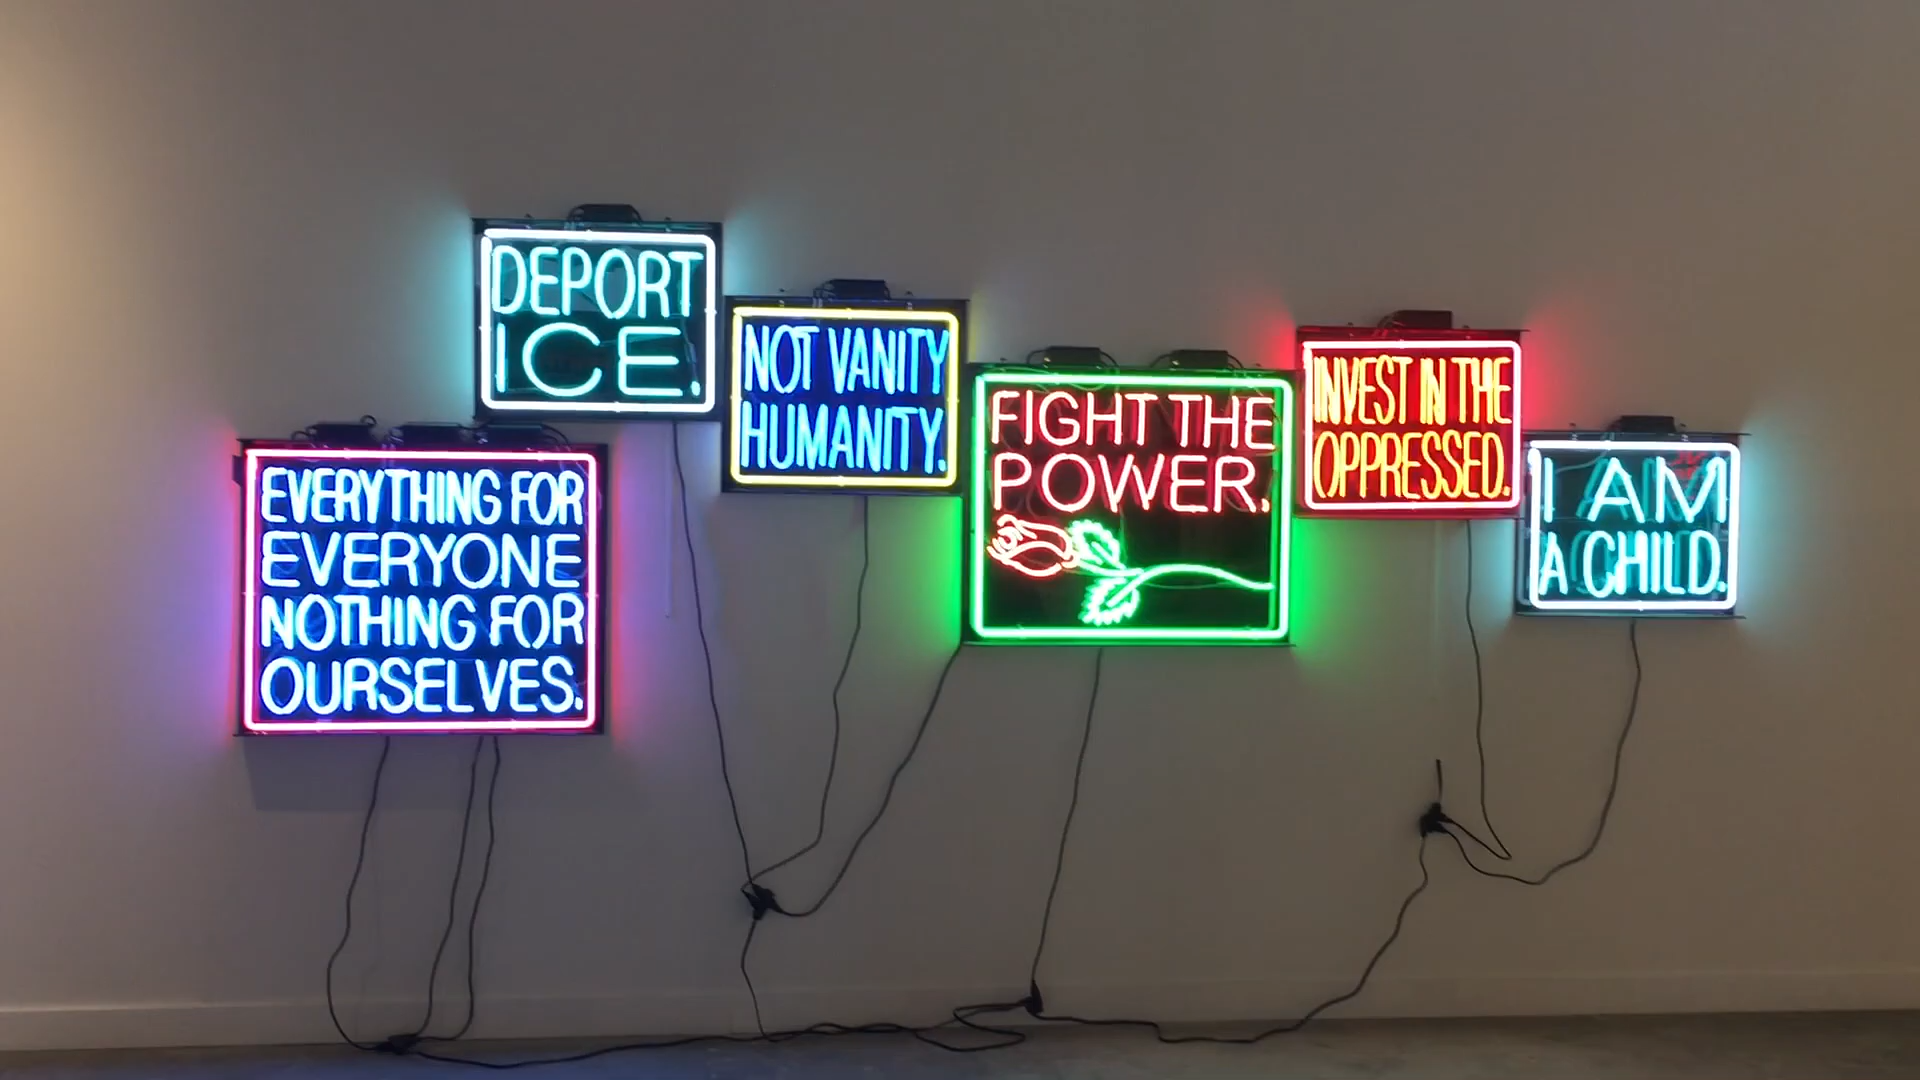 EVERYTHING FOR
EVERYONE
NOTHING FOR
OURSELVES.
DEPORT
ICE.
NOT VANITY
HUMANITY.
FIGHT THE
POWER.
INVEST IN THE
OPPRESSED.
I AM
A CHILD.